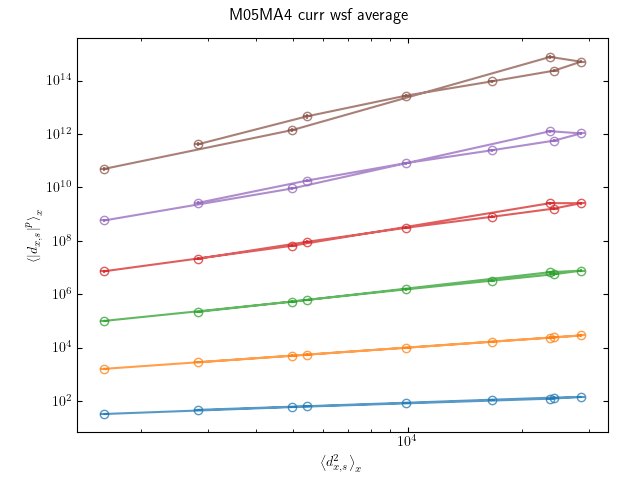 M05MA4 curr wsf average
⟨|d_{x,s}|^p⟩_x
10^{14}
10^{12}
10^{10}
10^8
10^6
10^4
10^2
10^4
⟨d^2_{x,s}⟩_x